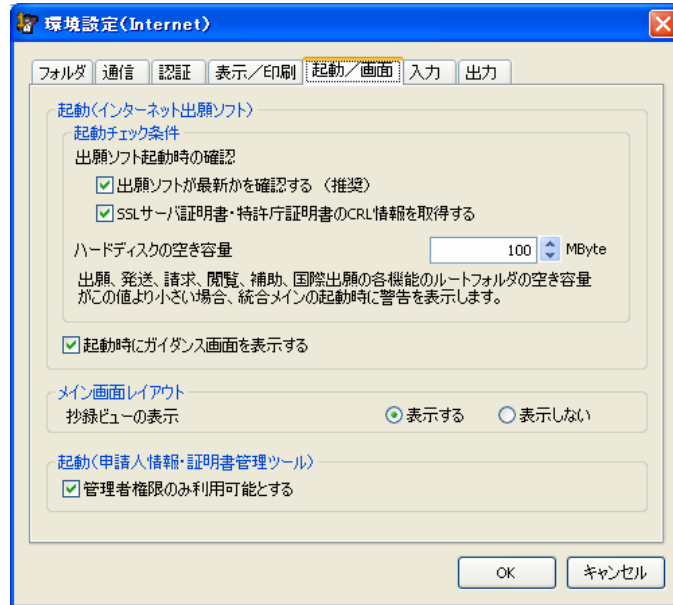 環境設定(Internet)
フォルダ 通信 認証 表示／印刷 起動／画面 入力 出力
起動(インターネット出願ソフト)
起動チェック条件
出願ソフト起動時の確認
出願ソフトが最新かを確認する（推奨）
SSLサーバ証明書・特許庁証明書のCRL情報を取得する
ハードディスクの空き容量 100 MByte
出願、発送、請求、閲覧、補助、国際出願の各機能のルートフォルダの空き容量
がこの値より小さい場合、統合メインの起動時に警告を表示します。
起動時にガイダンス画面を表示する
メイン画面レイアウト
抄録ビューの表示 表示する 表示しない
起動(申請人情報・証明書管理ツール)
管理者権限のみ利用可能とする
OK キャンセル